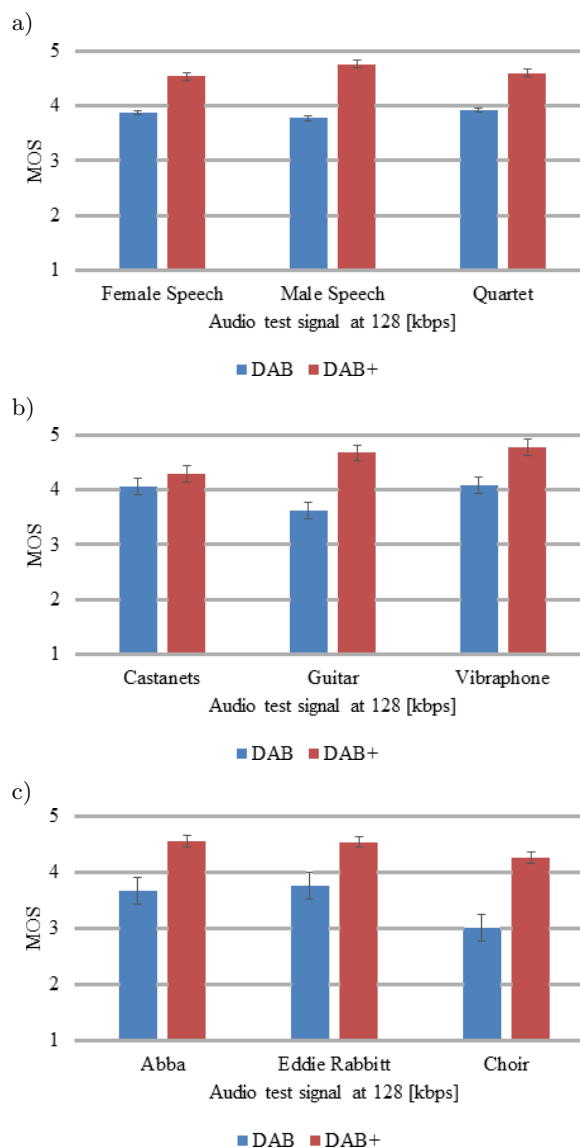 a)
5
4
3
2
1
MOS
Female Speech Male Speech Quartet
Audio test signal at 128 [kbps]
DAB DAB+
b)
5
4
3
2
1
MOS
Castanets Guitar Vibraphone
Audio test signal at 128 [kbps]
DAB DAB+
c)
5
4
3
2
1
MOS
Abba Eddie Rabbitt Choir
Audio test signal at 128 [kbps]
DAB DAB+